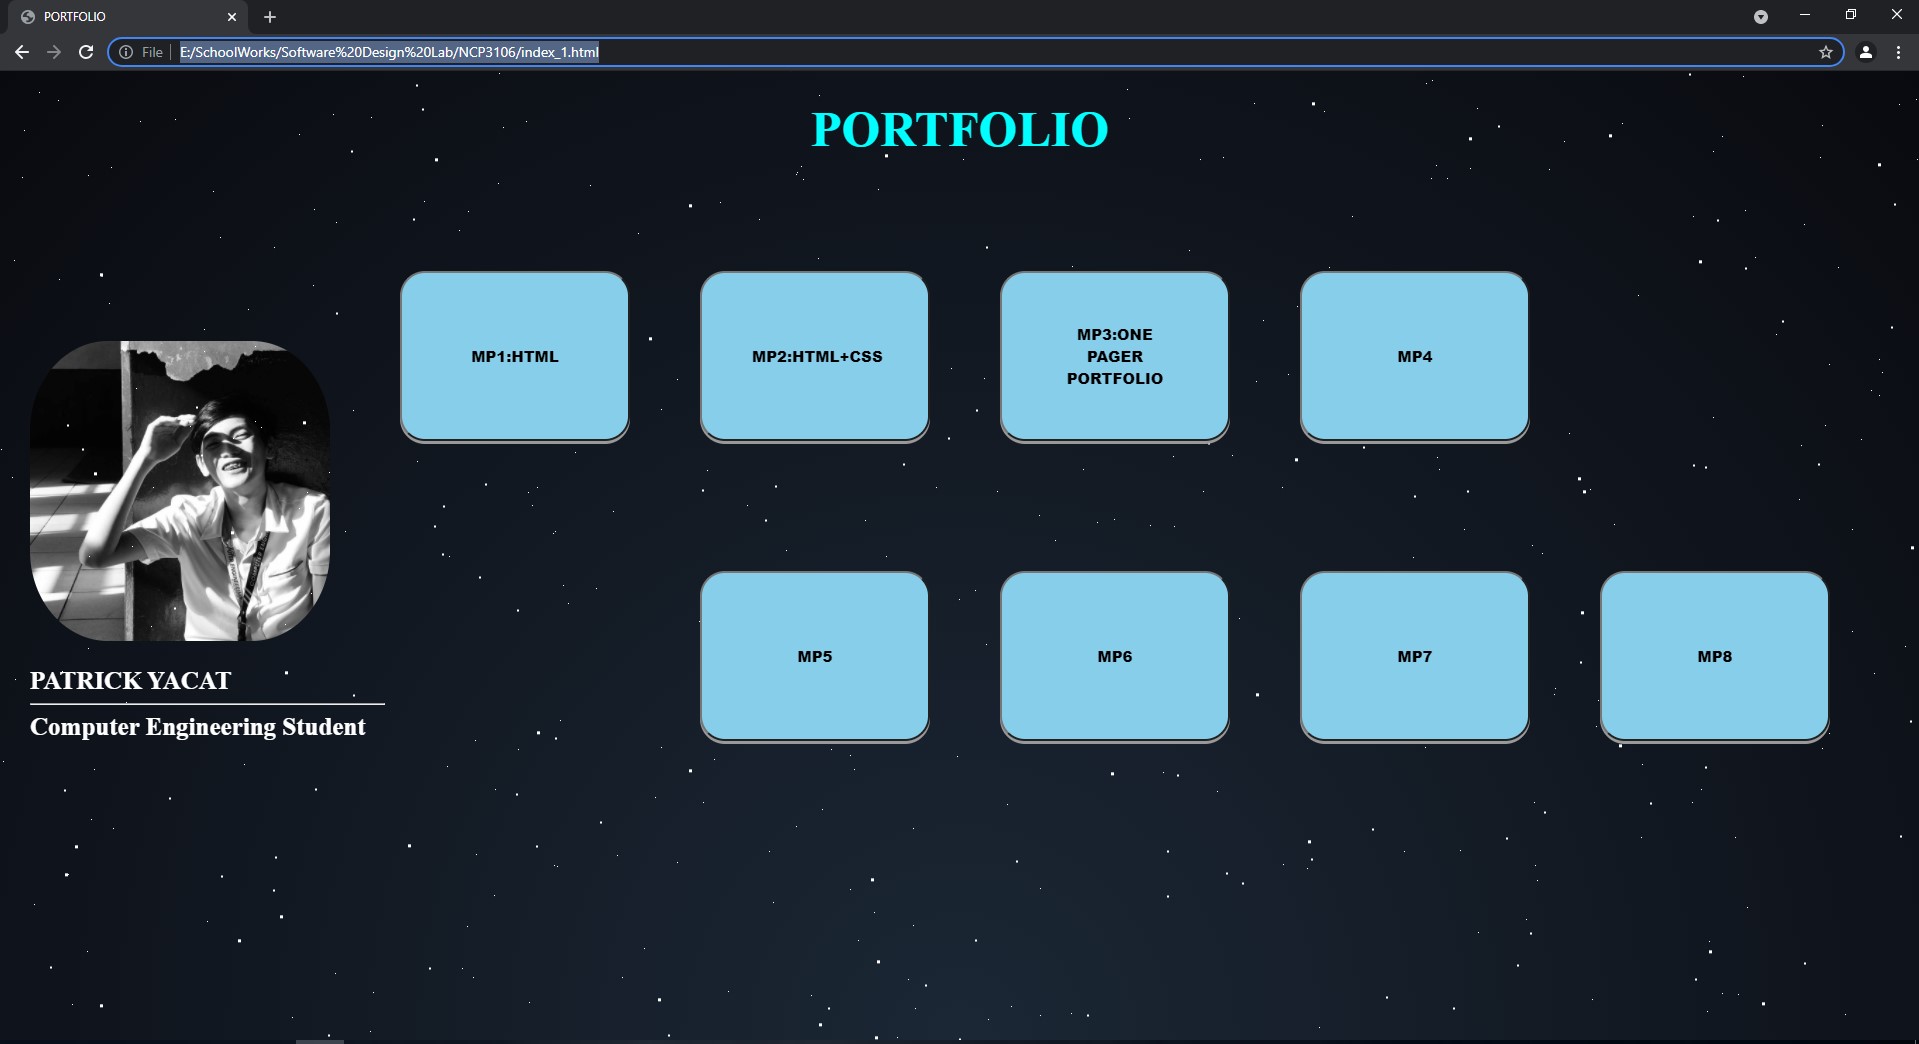 PORTFOLIO
File
E:/SchoolWorks/Software%20Design%20Lab/NCP3106/index_1.html
PORTFOLIO
MP1:HTML
MP2:HTML+CSS
MP3:ONE
PAGER
PORTFOLIO
MP4
PATRICK YACAT
Computer Engineering Student
MP5
MP6
MP7
MP8